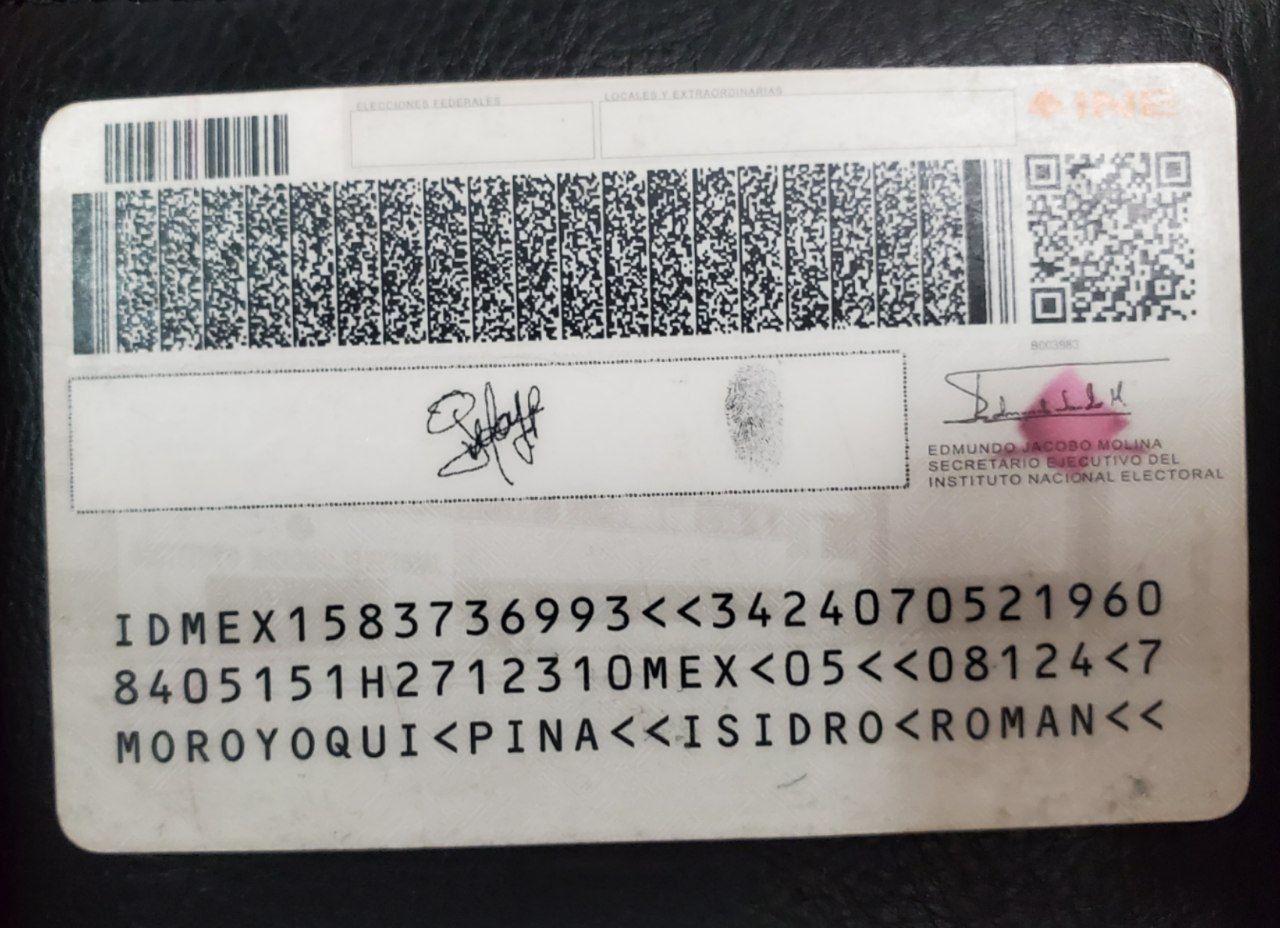 ELECCIONES FEDERALES
LOCALES Y EXTRAORDINARIAS
INE
B003983
EDMUNDO JACOBO MOLINA
SECRETARIO EJECUTIVO DEL
INSTITUTO NACIONAL ELECTORAL
IDMEX1583736993<<3424070521960
8405151H2712310MEX<05<<08124<7
MOROYOQUI<PINA<<ISIDRO<ROMAN<<